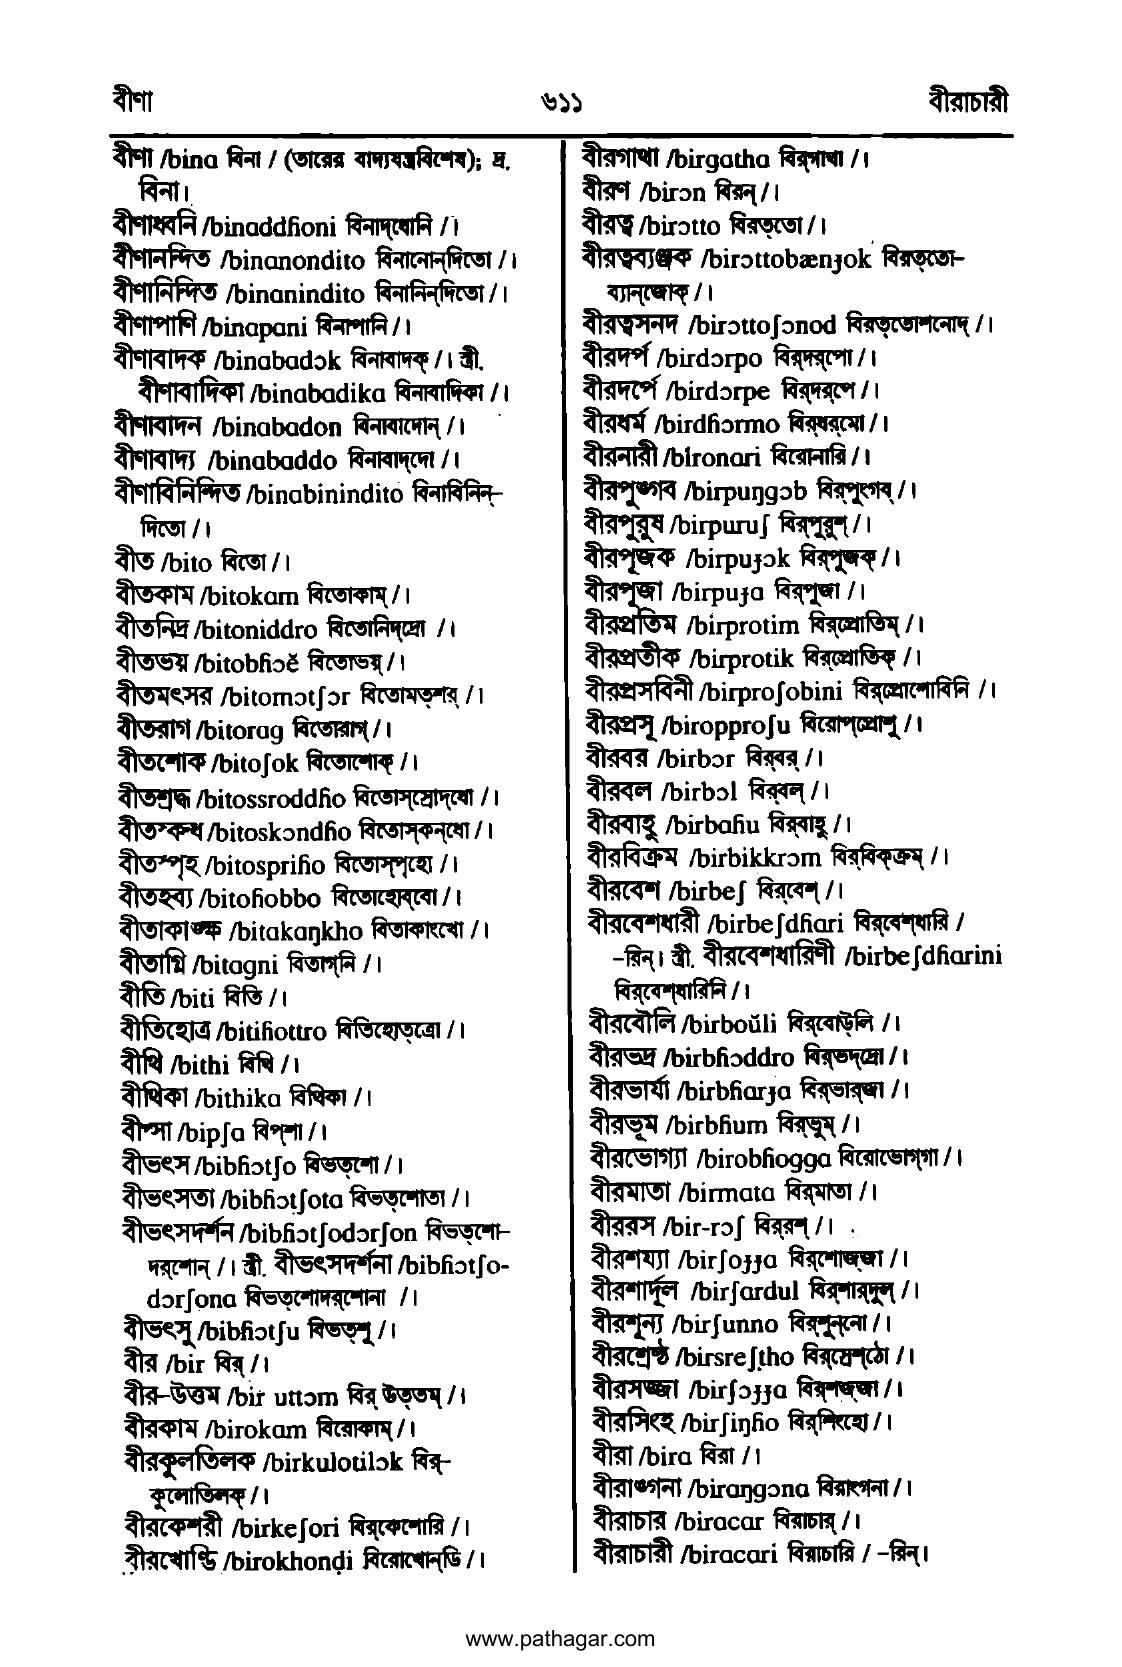 বীণা ৬১১ বীরাচারী
বীণা /bina বিনা / (তারের বাদ্যযন্ত্রবিশেষ); দ্র.
বিনা।
বীণাধ্বনি /binaddɦoni বিনাদ্‌ধোনি /।
বীণানন্দিত /binanondito বিনানোন্‌দিতো /।
বীণানিন্দিত /binanindito বিনানিন্‌দিতো /।
বীণাপাণি /binapani বিনাপানি /।
বীণাবাদক /binabadɔk বিনাবাদক্ /। স্ত্রী.
বীণাবাদিকা /binabadika বিনাবাদিকা /।
বীণাবাদন /binabadon বিনাবাদোন্ /।
বীণাবাদ্য /binabaddo বিনাবাদ্‌দো /।
বীণাবিনিন্দিত /binabinindito বিনাবিনিন্‌–
দিতো /।
বীত /bito বিতো /।
বীতকাম /bitokam বিতোকাম্ /।
বীতনিদ্র /bitoniddro বিতোনিদ্‌দ্রো /।
বীতভয় /bitobɦɔĕ বিতোভয়্ /।
বীতমৎসর /bitomɔtʃɔr বিতোমত্‌শর্ /।
বীতরাগ /bitorag বিতোরাগ্ /।
বীতশোক /bitoʃok বিতোশোক্ /।
বীতশ্রদ্ধ /bitossroddɦo বিতোস্‌স্রোদ্‌ধো /।
বীতস্কন্ধ /bitoskɔndɦo বিতোস্‌কন্‌ধো /।
বীতস্পৃহ /bitosprіɦo বিতোস্‌পৃহো /।
বীতহব্য /bitoɦobbo বিতোহোব্‌বো /।
বীতাকাঙ্ক্ষ /bitakaŋkho বিতাকাংখো /।
বীতাগ্নি /bitagni বিতাগ্‌নি /।
বীতি /biti বিতি /।
বীতিহোত্র /bitiɦottro বিতিহোত্‌ত্রো /।
বীথি /bithi বিথি /।
বীথিকা /bithika বিথিকা /।
বীপ্সা /bipʃa বিপ্‌শা /।
বীভৎস /bibɦɔtʃo বিভত্‌শো /।
বীভৎসতা /bibɦɔtʃota বিভত্‌শোতা /।
বীভৎসদর্শন /bibɦɔtʃodɔrʃon বিভত্‌শো–
দর্‌শোন্ /। স্ত্রী. বীভৎসদর্শনা /bibɦɔtʃo-
dɔrʃona বিভত্‌শোদর্‌শোনা /।
বীভৎসু /bibɦɔtʃu বিভত্‌শু /।
বীর /bir বির্ /।
বীর–উত্তম /bir uttɔm বির্ উত্‌তম্ /।
বীরকাম /birokam বিরোকাম্ /।
বীরকুলতিলক /birkulotilɔk বির্‌–
কুলোতিলক্ /।
বীরকেশরী /birkeʃori বির্‌কেশোরি /।
বীরখোণ্ডি /birokhonḍi বিরোখোন্‌ডি /।
বীরগাথা /birgatha বির্‌গাথা /।
বীরণ /birɔn বিরন্ /।
বীরত্ব /birɔtto বিরত্‌তো /।
বীরত্বব্যঞ্জক /birɔttobænɟok বিরত্‌তো–
ব্যান্‌জোক্ /।
বীরত্বসনদ /birɔttoʃɔnod বিরত্‌তোশনোদ্ /।
বীরদর্প /birdɔrpo বির্‌দর্‌পো /।
বীরদর্পে /birdɔrpe বির্‌দর্‌পে /।
বীরধর্ম /birdɦɔrmo বির্‌ধর্‌মো /।
বীরনারী /bironari বিরোনারি /।
বীরপুঙ্গব /birpuŋgɔb বির্‌পুংগব্ /।
বীরপুরুষ /birpuruʃ বির্‌পুরুশ্ /।
বীরপূজক /birpuɟɔk বির্‌পুজক্ /।
বীরপূজা /birpuɟa বির্‌পুজা /।
বীরপ্রতিম /birprotim বির্‌প্রোতিম্ /।
বীরপ্রতীক /birprotik বির্‌প্রোতিক্ /।
বীরপ্রসবিনী /birproʃobini বির্‌প্রোশোবিনি /।
বীরপ্রসূ /biropproʃu বিরোপ্‌প্রোশু /।
বীরবর /birbɔr বির্‌বর্ /।
বীরবল /birbɔl বির্‌বল্ /।
বীরবাহু /birbaɦu বির্‌বাহু /।
বীরবিক্রম /birbikkrɔm বির্‌বিক্‌ক্রম্ /।
বীরবেশ /birbeʃ বির্‌বেশ্ /।
বীরবেশধারী /birbeʃdɦari বির্‌বেশ্‌ধারি /
–রিন্। স্ত্রী. বীরবেশধারিণী /birbeʃdɦarini
বির্‌বেশ্‌ধারিনি /।
বীরবৌলি /birboŭli বির্‌বোউ্‌লি /।
বীরভদ্র /birbɦɔddro বির্‌ভদ্‌দ্রো /।
বীরভার্যা /birbɦarɟa বির্‌ভার্‌জা /।
বীরভূম /birbɦum বির্‌ভুম্ /।
বীরভোগ্যা /birobɦogga বিরোভোগ্‌গা /।
বীরমাতা /birmata বির্‌মাতা /।
বীররস /bir-rɔʃ বির্‌রশ্ /।
বীরশয্যা /birʃoɟɟa বির্‌শোজ্‌জা /।
বীরশার্দূল /birʃardul বির্‌শার্‌দুল্ /।
বীরশূন্য /birʃunno বির্‌শুন্‌নো /।
বীরশ্রেষ্ঠ /birsreʃṭho বির্‌স্রেশ্‌ঠো /।
বীরসজ্জা /birʃɔɟɟa বির্‌শজ্‌জা /।
বীরসিংহ /birʃiŋɦo বির্‌শিংহো /।
বীরা /bira বিরা /।
বীরাঙ্গনা /biraŋgɔna বিরাংগনা /।
বীরাচার /biracar বিরাচার্ /।
বীরাচারী /biracari বিরাচারি / –রিন্।
www.pathagar.com